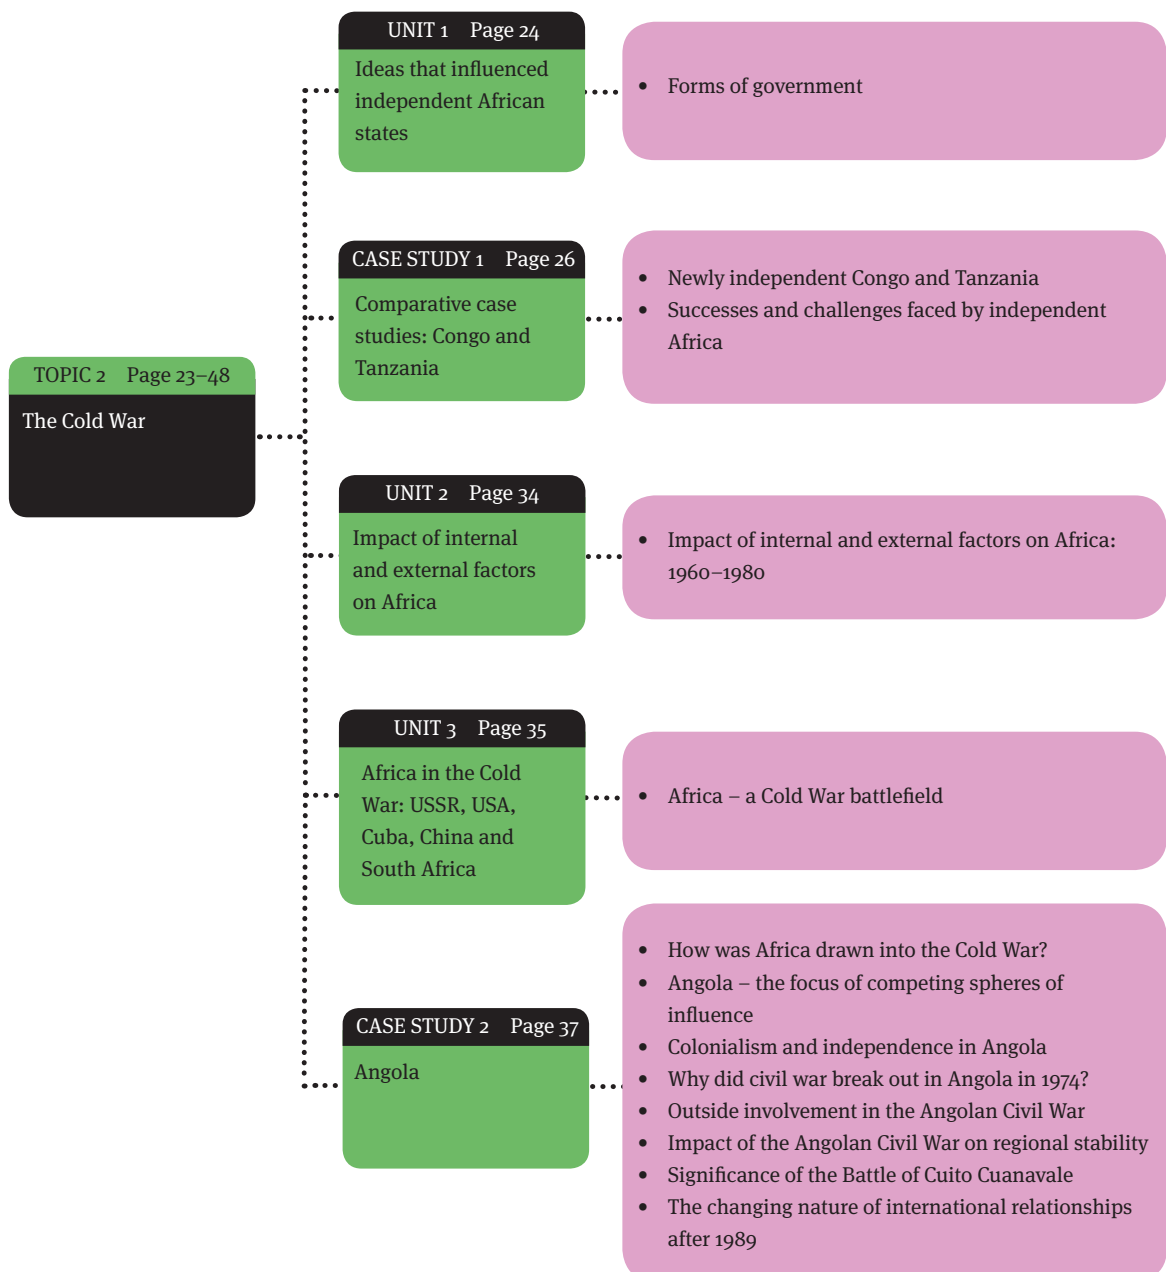 TOPIC 2 Page 23–48
The Cold War
UNIT 1 Page 24
Ideas that influenced
independent African
states
• Forms of government
CASE STUDY 1 Page 26
Comparative case
studies: Congo and
Tanzania
• Newly independent Congo and Tanzania
• Successes and challenges faced by independent
Africa
UNIT 2 Page 34
Impact of internal
and external factors
on Africa
• Impact of internal and external factors on Africa:
1960–1980
UNIT 3 Page 35
Africa in the Cold
War: USSR, USA,
Cuba, China and
South Africa
• Africa – a Cold War battlefield
CASE STUDY 2 Page 37
Angola
• How was Africa drawn into the Cold War?
• Angola – the focus of competing spheres of
influence
• Colonialism and independence in Angola
• Why did civil war break out in Angola in 1974?
• Outside involvement in the Angolan Civil War
• Impact of the Angolan Civil War on regional stability
• Significance of the Battle of Cuito Cuanavale
• The changing nature of international relationships
after 1989